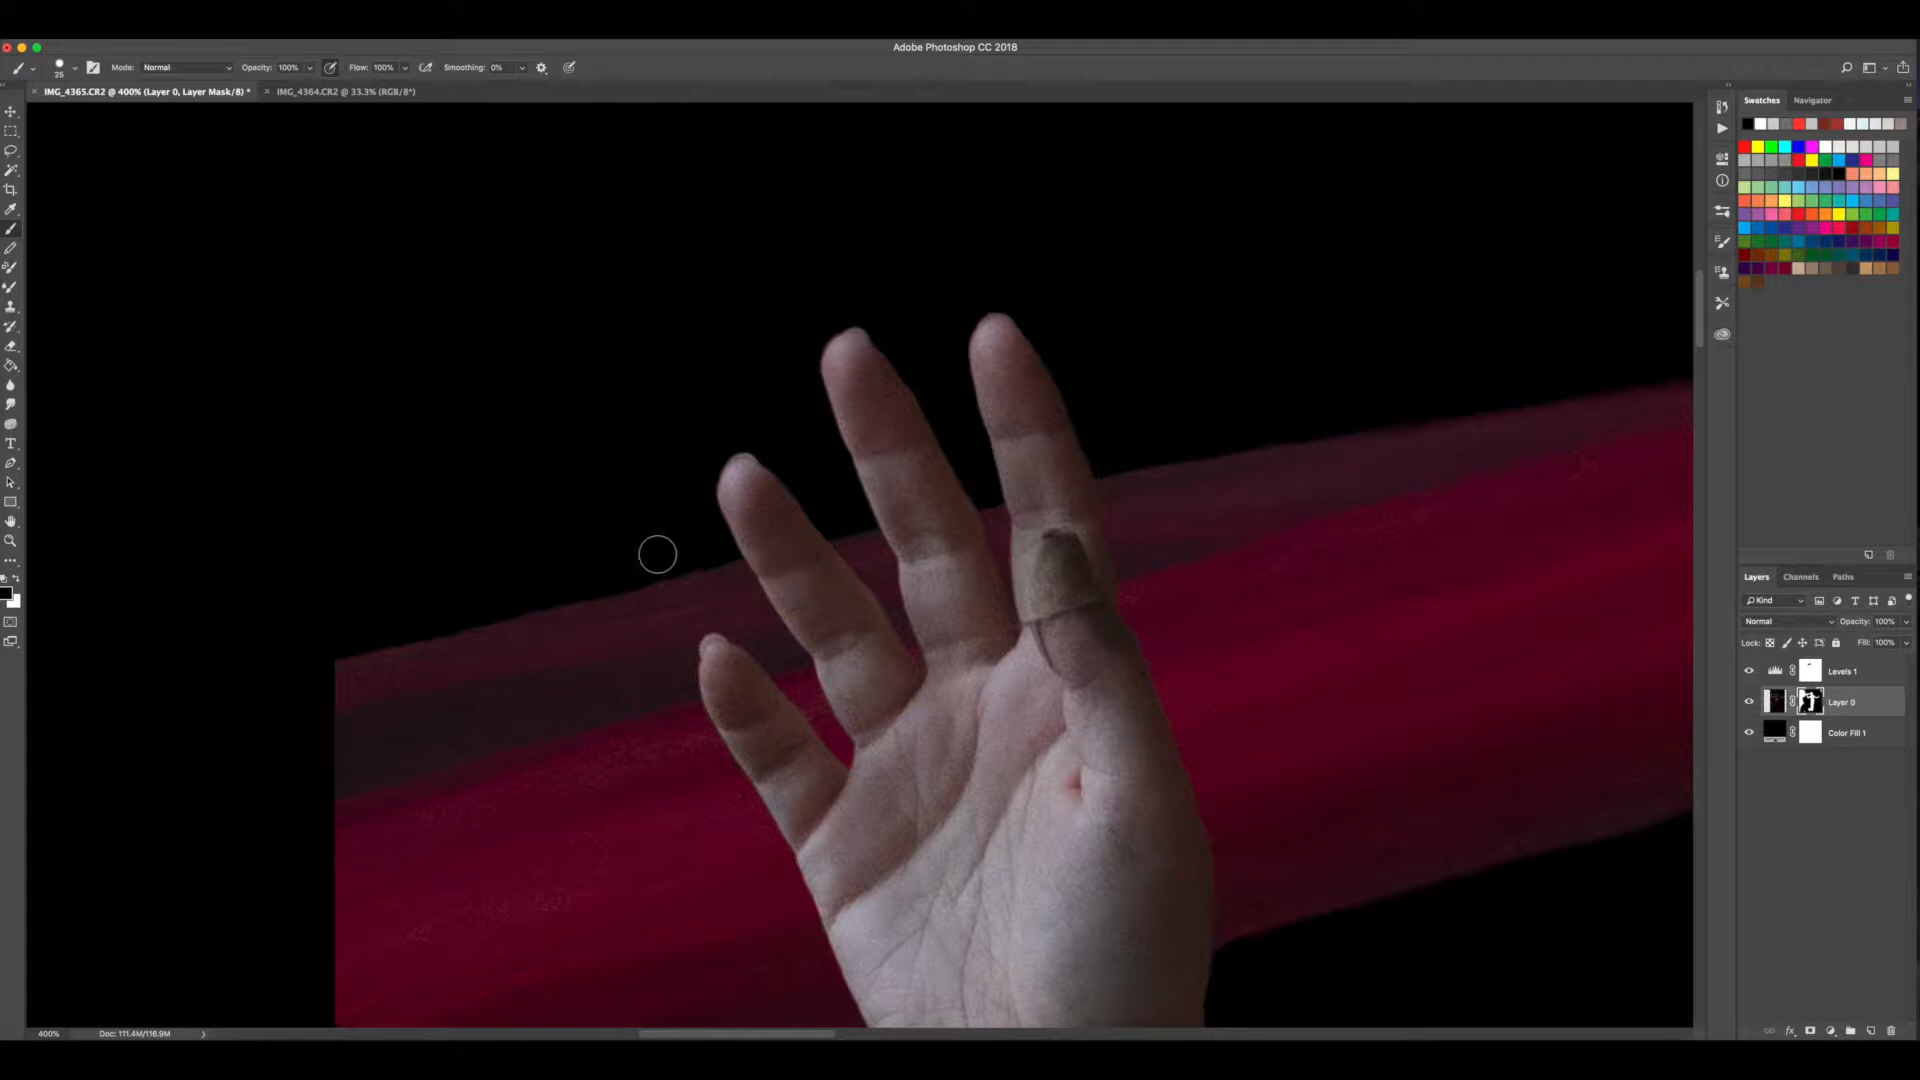 Adobe Photoshop CC 2018
25 Mode: Normal Opacity: 100% Flow: 100% Smoothing: 0%
× IMG_4365.CR2 @ 400% (Layer 0, Layer Mask/8) * × IMG_4364.CR2 @ 33.3% (RGB/8*)
Swatches Navigator
Layers Channels Paths
Kind
Normal Opacity: 100%
Lock: Fill: 100%
Levels 1
Layer 0
Color Fill 1
400% Doc: 111.4M/116.9M